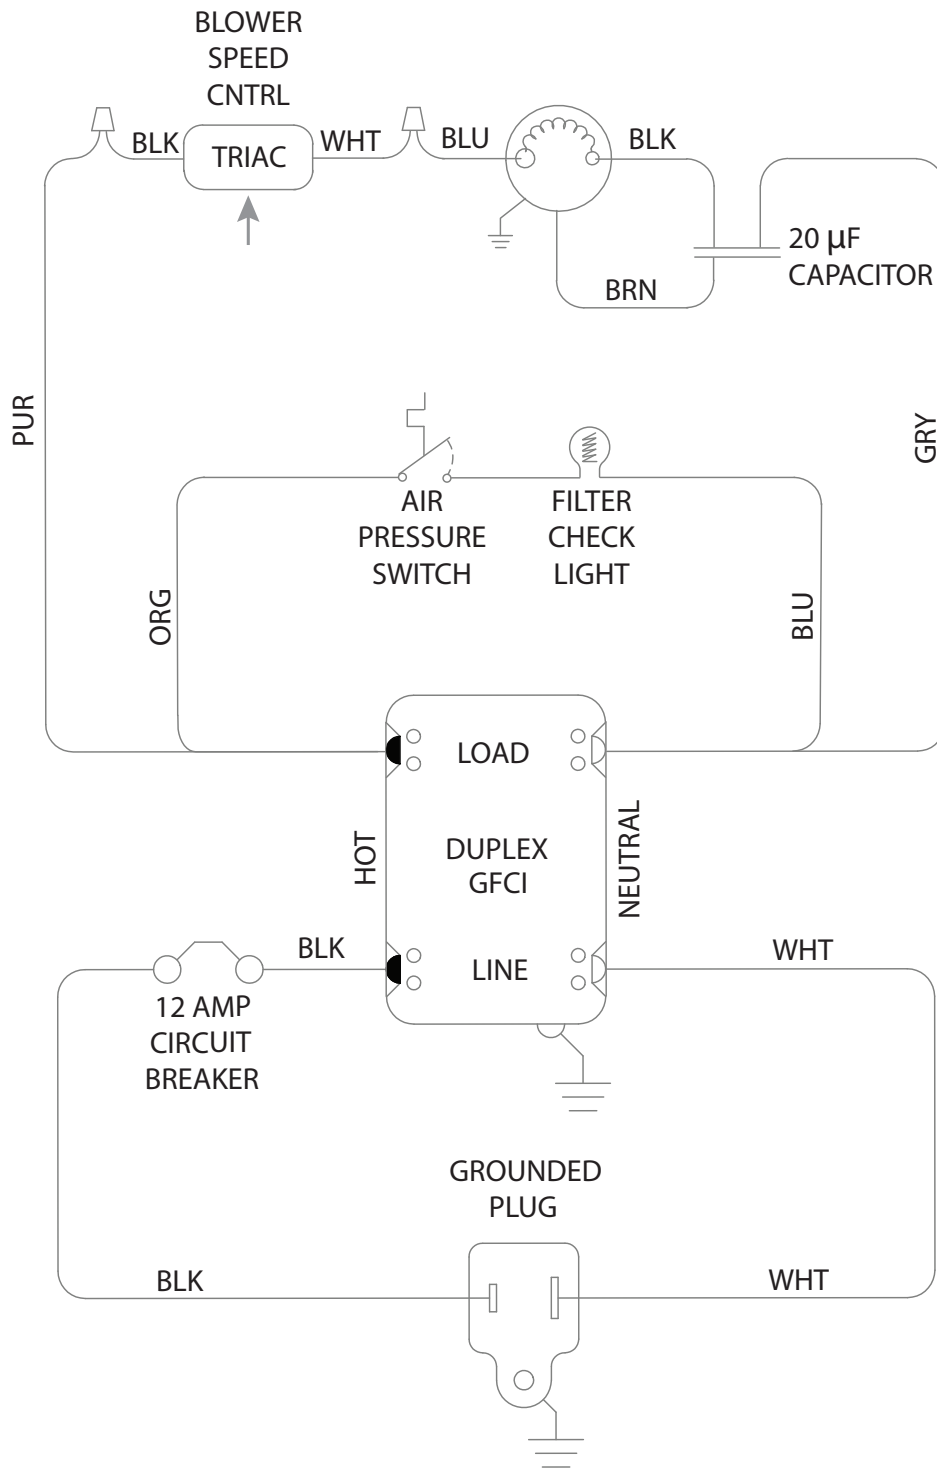 BLOWER
SPEED
CNTRL
BLK
TRIAC
WHT
BLU
BLK
20 µF
CAPACITOR
BRN
PUR
GRY
AIR
PRESSURE
SWITCH
FILTER
CHECK
LIGHT
ORG
BLU
LOAD
HOT
DUPLEX
GFCI
NEUTRAL
BLK
LINE
WHT
12 AMP
CIRCUIT
BREAKER
GROUNDED
PLUG
BLK
WHT